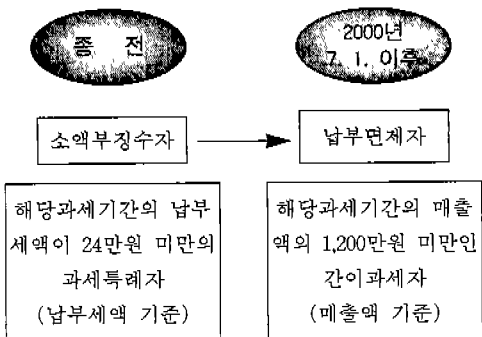 종 전
2000년
7. 1. 이후
소액부징수자
납부면제자
해당과세기간의 납부
세액이 24만원 미만의
과세특례자
(납부세액 기준)
해당과세기간의 매출
액의 1,200만원 미만인
간이과세자
(매출액 기준)